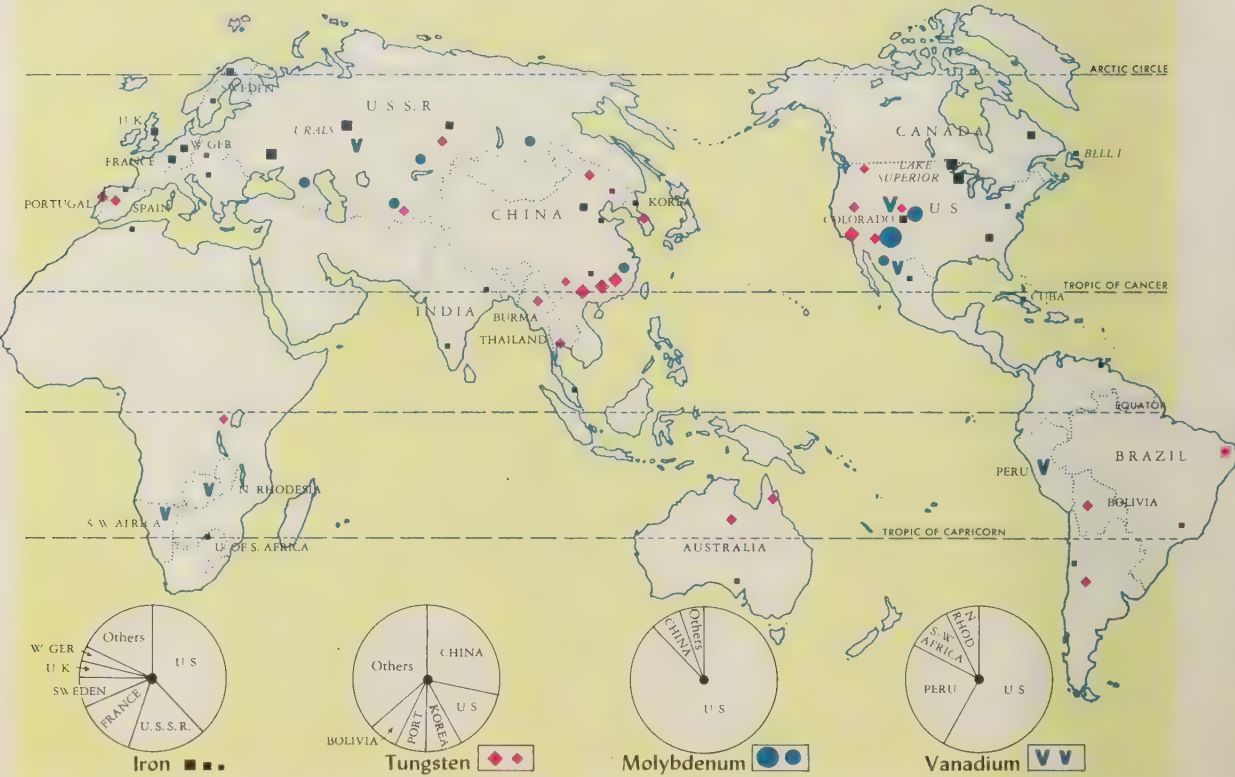 ARCTIC CIRCLE
SWEDEN
U.S.S.R
U.K.
URALS
CANADA
W. GER
FRANCE
BELL I
LAKE
SUPERIOR
PORTUGAL
SPAIN
CHINA
KOREA
COLORADO
U S
TROPIC OF CANCER
CUBA
INDIA
BURMA
THAILAND
EQUATOR
BRAZIL
PERU
N. RHODESIA
BOLIVIA
S.W. AFRICA
TROPIC OF CAPRICORN
U. OF S. AFRICA
AUSTRALIA
Others
W. GER
U.K.
SWEDEN
FRANCE
U.S.S.R.
U S
Iron
Others
CHINA
U S
KOREA
PORT
BOLIVIA
Tungsten
CHINA
Others
U S
Molybdenum
N. RHOD
S.W. AFRICA
PERU
U S
Vanadium
V V